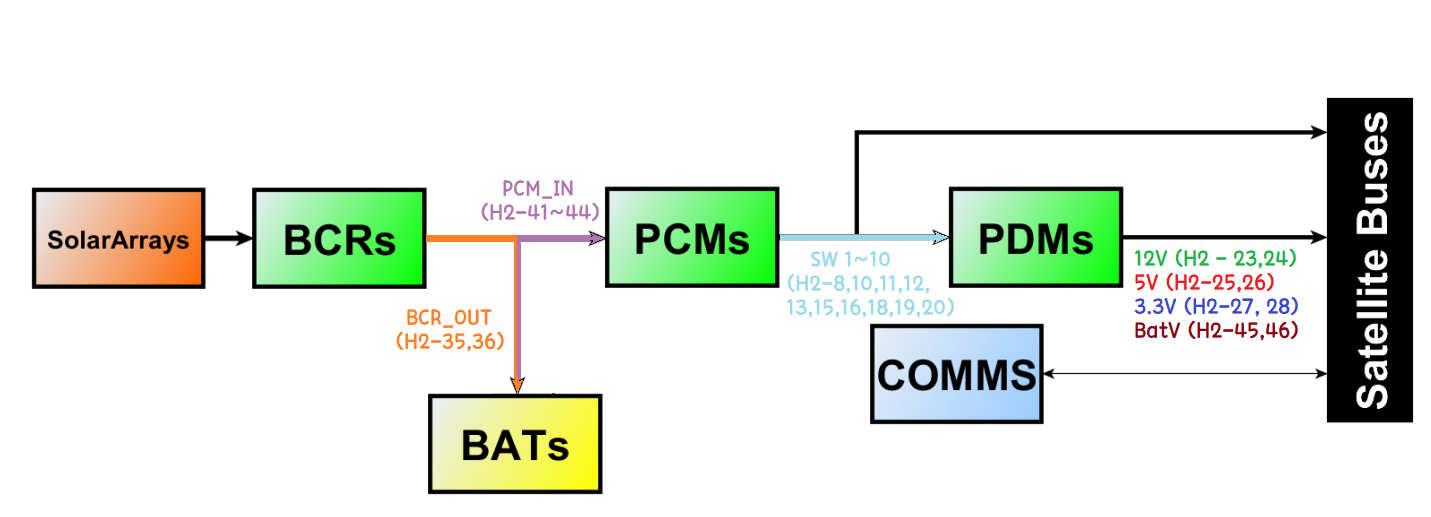 SolarArrays
BCRs
PCM_IN
(H2-41~44)
BCR_OUT
(H2-35,36)
BATs
PCMs
SW 1~10
(H2-8,10,11,12,
13,15,16,18,19,20)
PDMs
12V (H2 - 23,24)
5V (H2-25,26)
3.3V (H2-27, 28)
BatV (H2-45,46)
COMMS
Satellite Buses